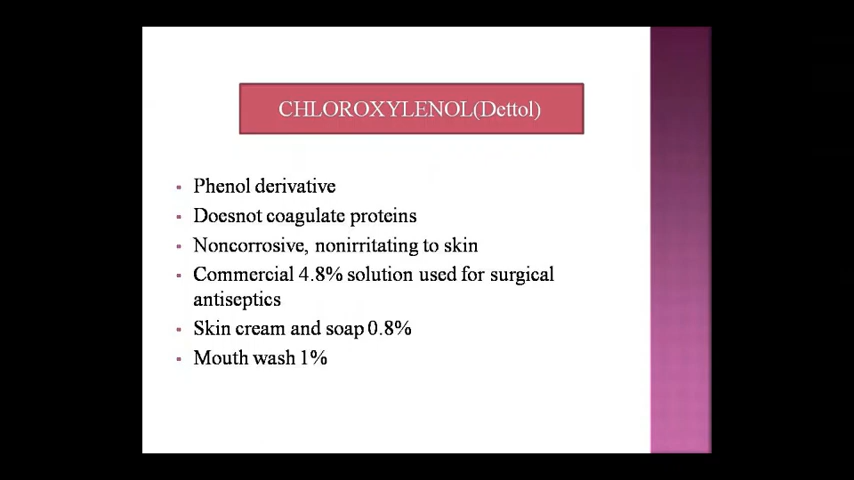 CHLOROXYLENOL(Dettol)
Phenol derivative
Doesnot coagulate proteins
Noncorrosive, nonirritating to skin
Commercial 4.8% solution used for surgical
antiseptics
Skin cream and soap 0.8%
Mouth wash 1%